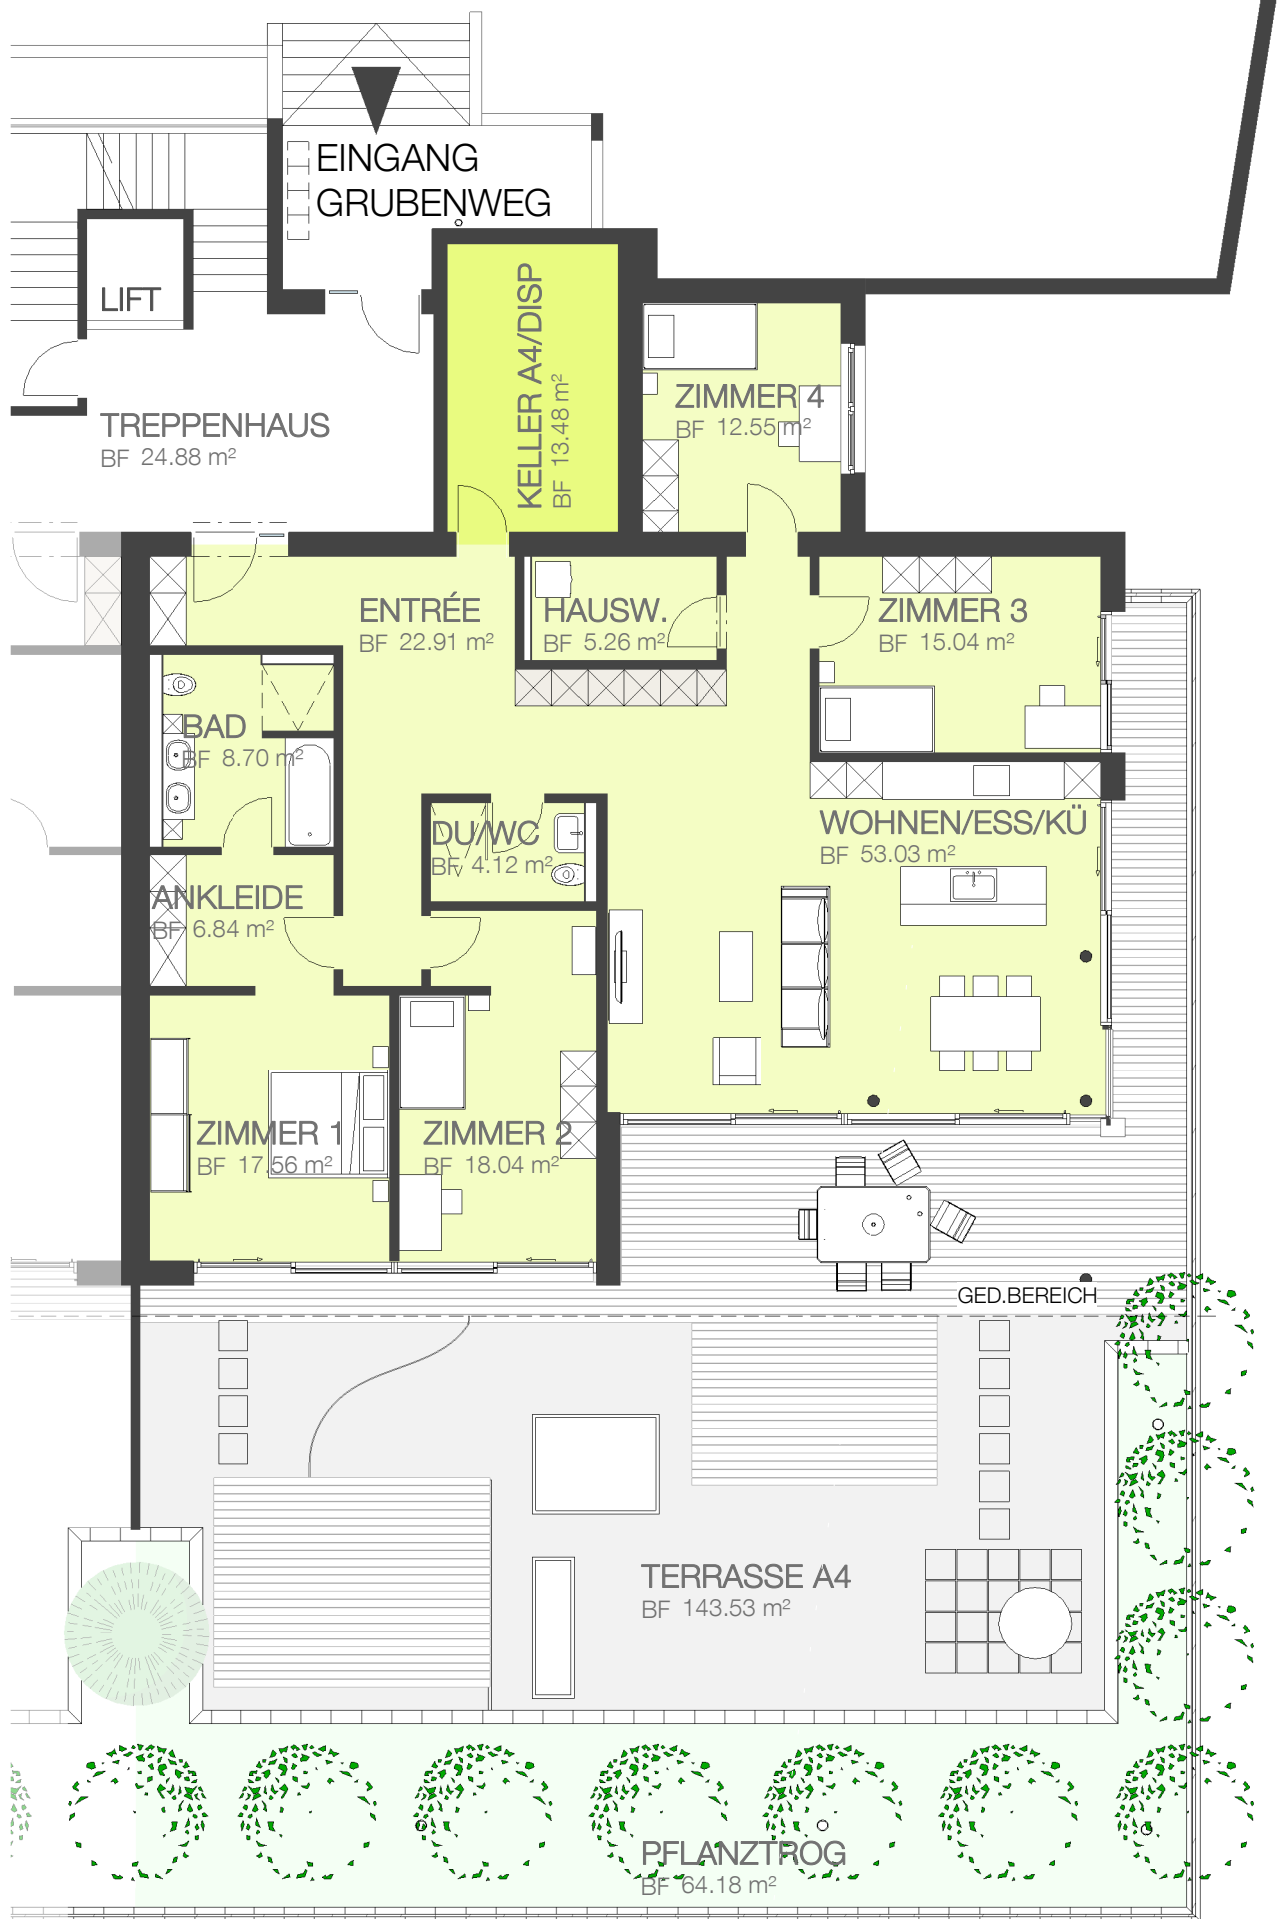 EINGANG
GRUBENWEG
LIFT
TREPPENHAUS
BF 24.88 m²
KELLER A4/DISP
BF 13.48 m²
ZIMMER 4
BF 12.55 m²
ENTRÉE
BF 22.91 m²
HAUSW.
BF 5.26 m²
ZIMMER 3
BF 15.04 m²
BAD
BF 8.70 m²
DU/WC
BF 4.12 m²
WOHNEN/ESS/KÜ
BF 53.03 m²
ANKLEIDE
BF 6.84 m²
ZIMMER 1
BF 17.56 m²
ZIMMER 2
BF 18.04 m²
GED.BEREICH
TERRASSE A4
BF 143.53 m²
PFLANZTROG
BF 64.18 m²